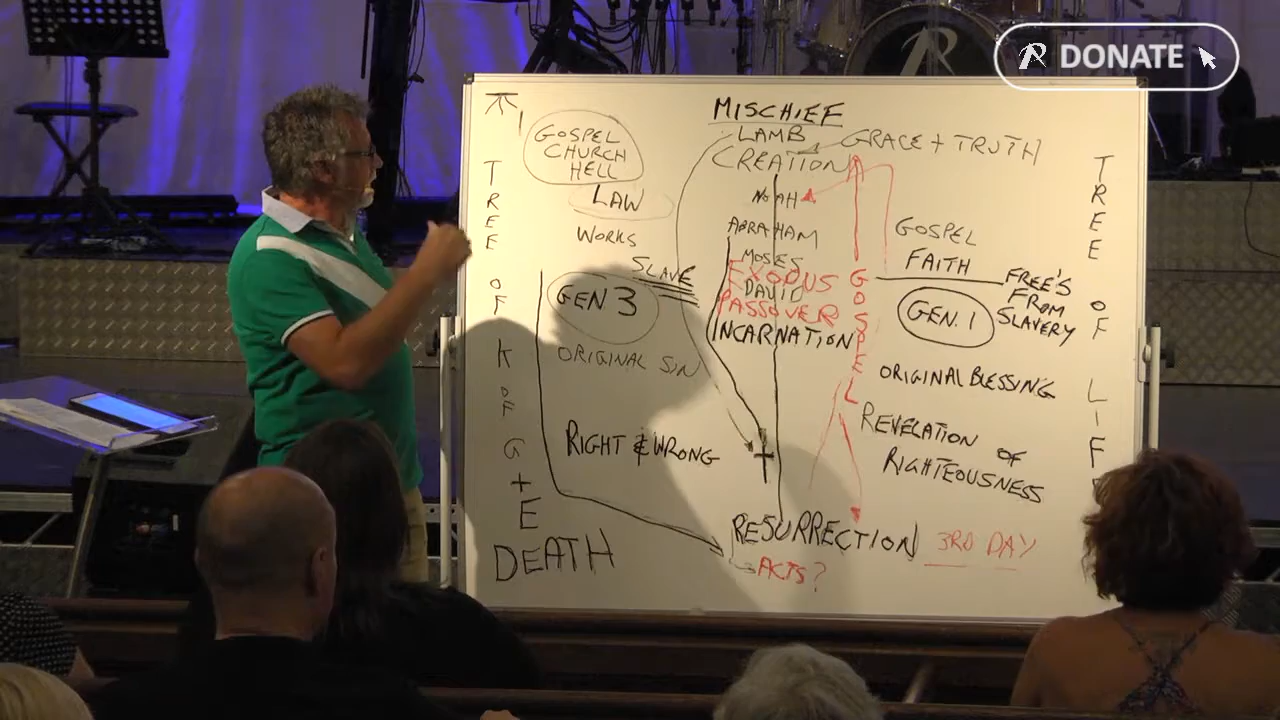 DONATE
R
MISCHIEF
LAMB
CREATION
GRACE + TRUTH
GOSPEL
CHURCH
HELL
LAW
WORKS
SLAVE
GEN 3
ORIGINAL SIN
RIGHT & WRONG
TREE OF K OF G + E
DEATH
NOAH
ABRAHAM
MOSES
EXODUS
DAVID
PASSOVER
INCARNATION
GOSPEL
RESURRECTION
3RD DAY
ACTS?
GOSPEL
FAITH
FREE'S
FROM
SLAVERY
GEN. 1
ORIGINAL BLESSING
REVELATION OF
RIGHTEOUSNESS
TREE OF LIF